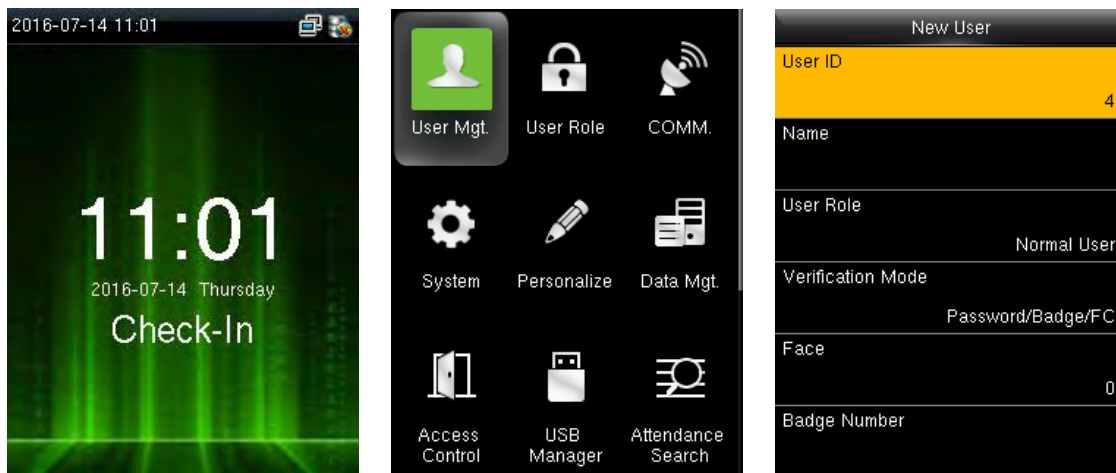 2016-07-14 11:01
11:01
2016-07-14 Thursday
Check-In
User Mgt.
User Role
COMM.
System
Personalize
Data Mgt.
Access
Control
USB
Manager
Attendance
Search
New User
User ID
4
Name
User Role
Normal User
Verification Mode
Password/Badge/FC
Face
0
Badge Number